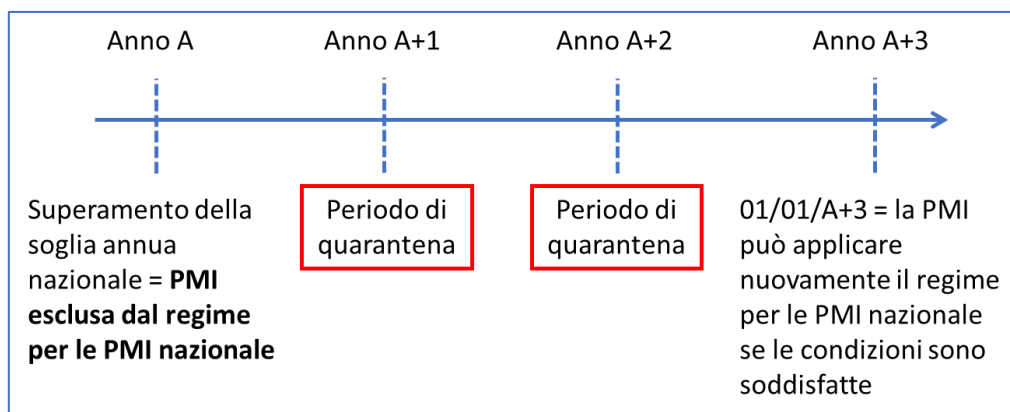 Anno A
Anno A+1
Anno A+2
Anno A+3
Superamento della
soglia annua
nazionale = PMI
esclusa dal regime
per le PMI nazionale
Periodo di
quarantena
Periodo di
quarantena
01/01/A+3 = la PMI
può applicare
nuovamente il regime
per le PMI nazionale
se le condizioni sono
soddisfatte